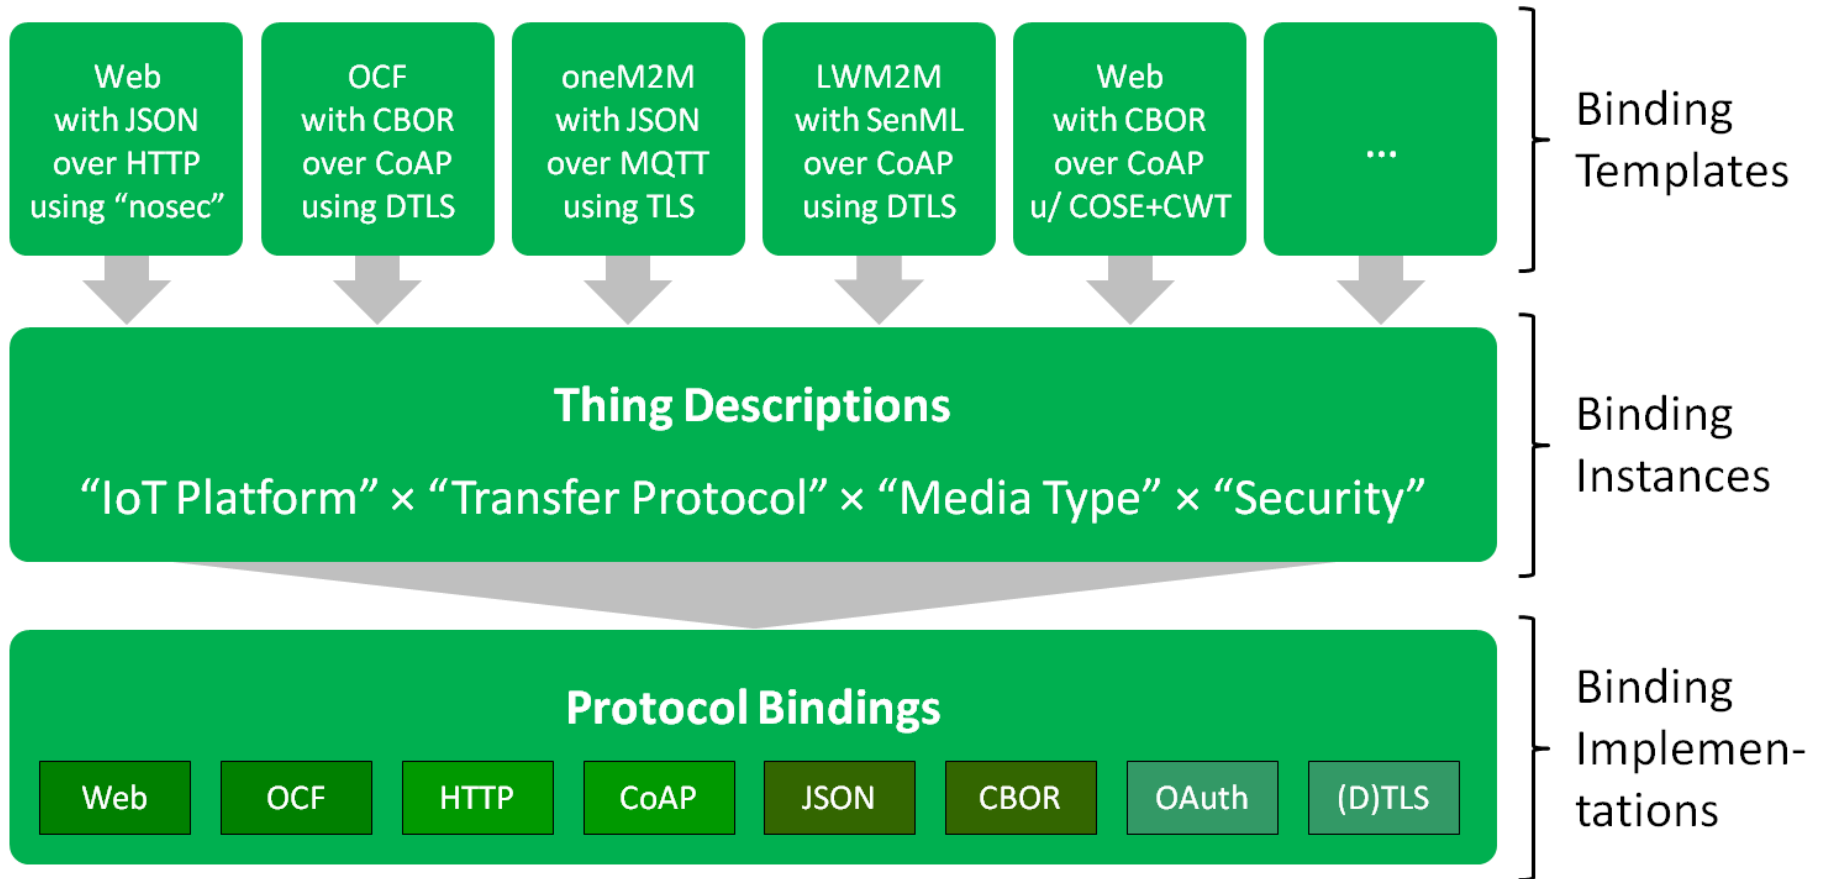 Web
with JSON
over HTTP
using “nosec”
OCF
with CBOR
over CoAP
using DTLS
oneM2M
with JSON
over MQTT
using TLS
LWM2M
with SenML
over CoAP
using DTLS
Web
with CBOR
over CoAP
u/ COSE+CWT
...
Binding
Templates
Thing Descriptions
“IoT Platform” × “Transfer Protocol” × “Media Type” × “Security”
Binding
Instances
Protocol Bindings
Web
OCF
HTTP
CoAP
JSON
CBOR
OAuth
(D)TLS
Binding
Implemen-
tations